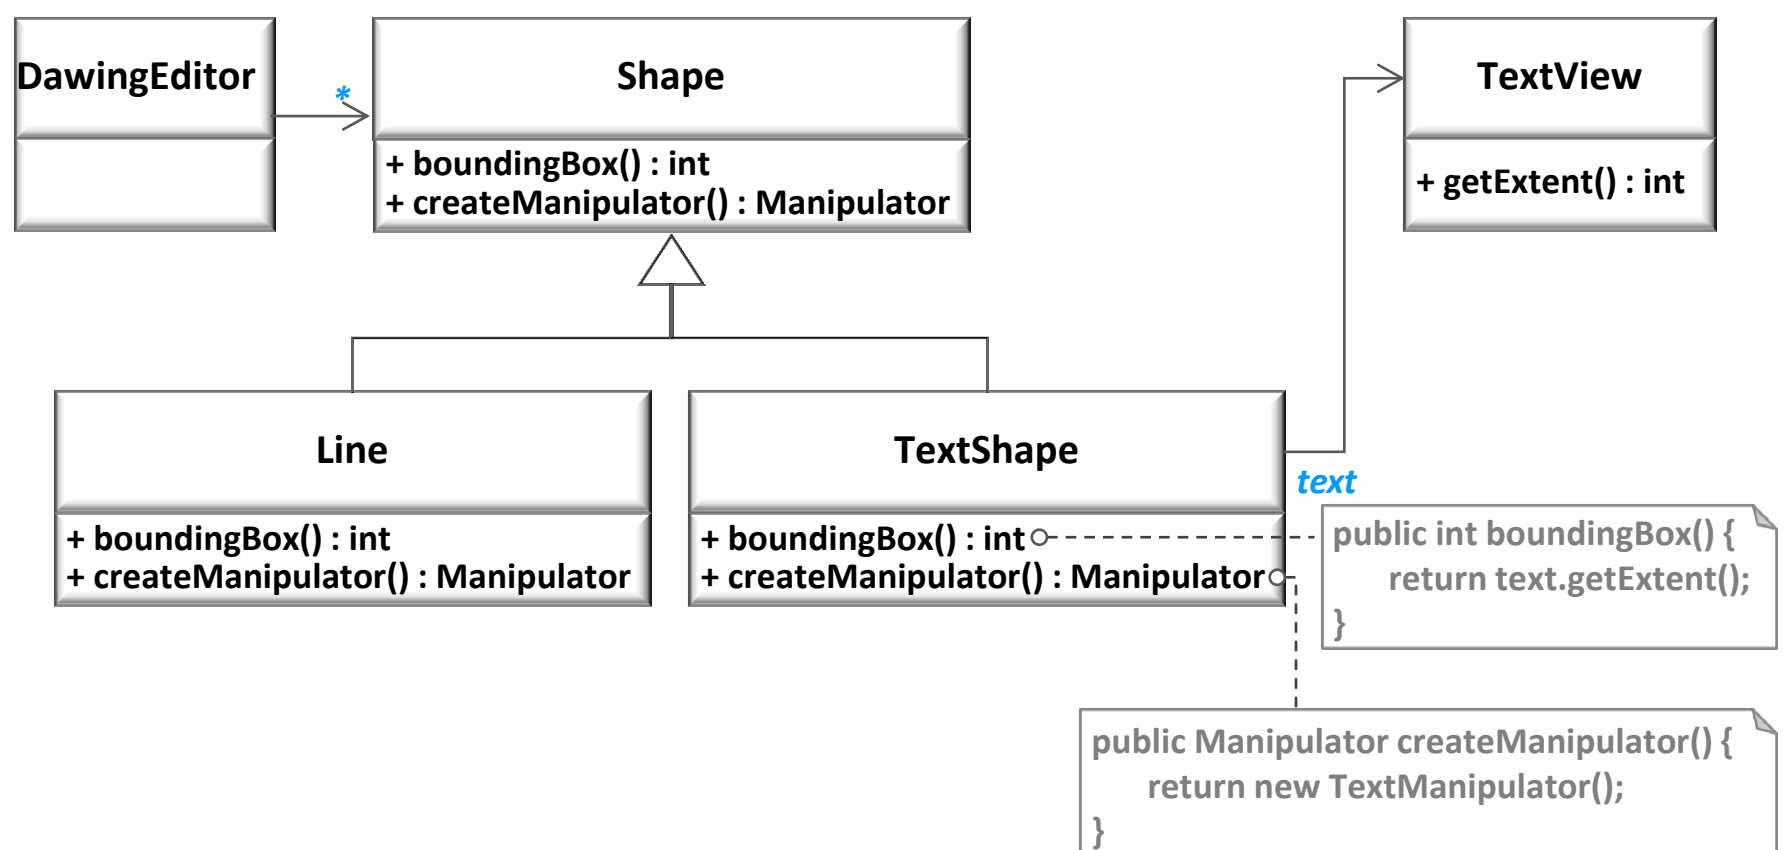 DawingEditor
*
Shape
+ boundingBox() : int
+ createManipulator() : Manipulator
TextView
+ getExtent() : int
Line
+ boundingBox() : int
+ createManipulator() : Manipulator
TextShape
+ boundingBox() : int
+ createManipulator() : Manipulator
text
public int boundingBox() {
return text.getExtent();
}
public Manipulator createManipulator() {
return new TextManipulator();
}